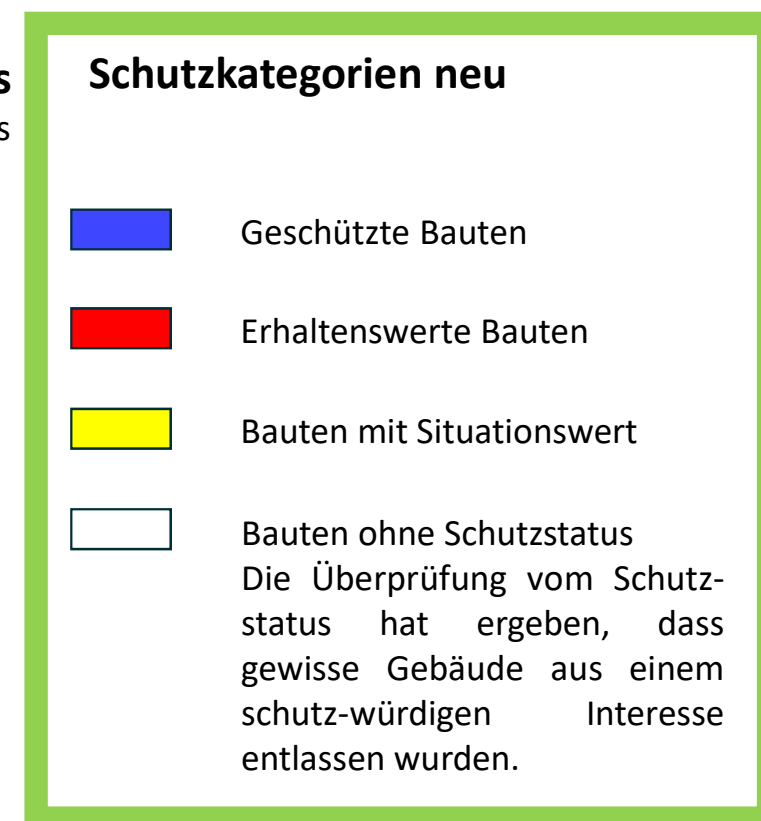 Schutzkategorien neu
s
s
Geschützte Bauten
Erhaltenswerte Bauten
Bauten mit Situationswert
Bauten ohne Schutzstatus
Die Überprüfung vom Schutz-
status hat ergeben, dass
gewisse Gebäude aus einem
schutz-würdigen Interesse
entlassen wurden.